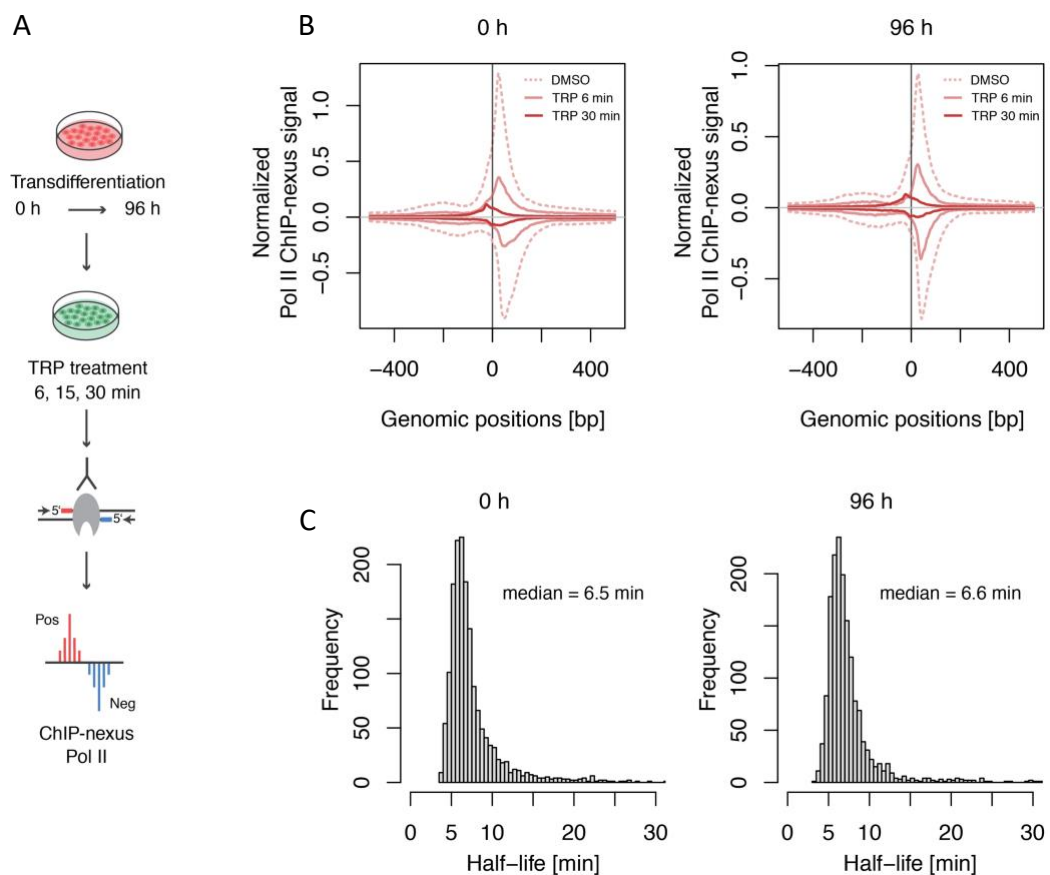 A
Transdifferentiation
0 h 96 h
TRP treatment
6, 15, 30 min
5' 5'
Pos
Neg
ChIP-nexus
Pol II
B
0 h
Normalized
Pol II ChIP-nexus signal
1.0
0.5
0.0
−0.5
DMSO
TRP 6 min
TRP 30 min
−400 0 400
Genomic positions [bp]
96 h
Normalized
Pol II ChIP-nexus signal
1.0
0.5
0.0
−0.5
DMSO
TRP 6 min
TRP 30 min
−400 0 400
Genomic positions [bp]
C
0 h
median = 6.5 min
Frequency
200
100
50
0
0 5 10 20 30
Half−life [min]
96 h
median = 6.6 min
Frequency
200
100
50
0
0 5 10 20 30
Half−life [min]